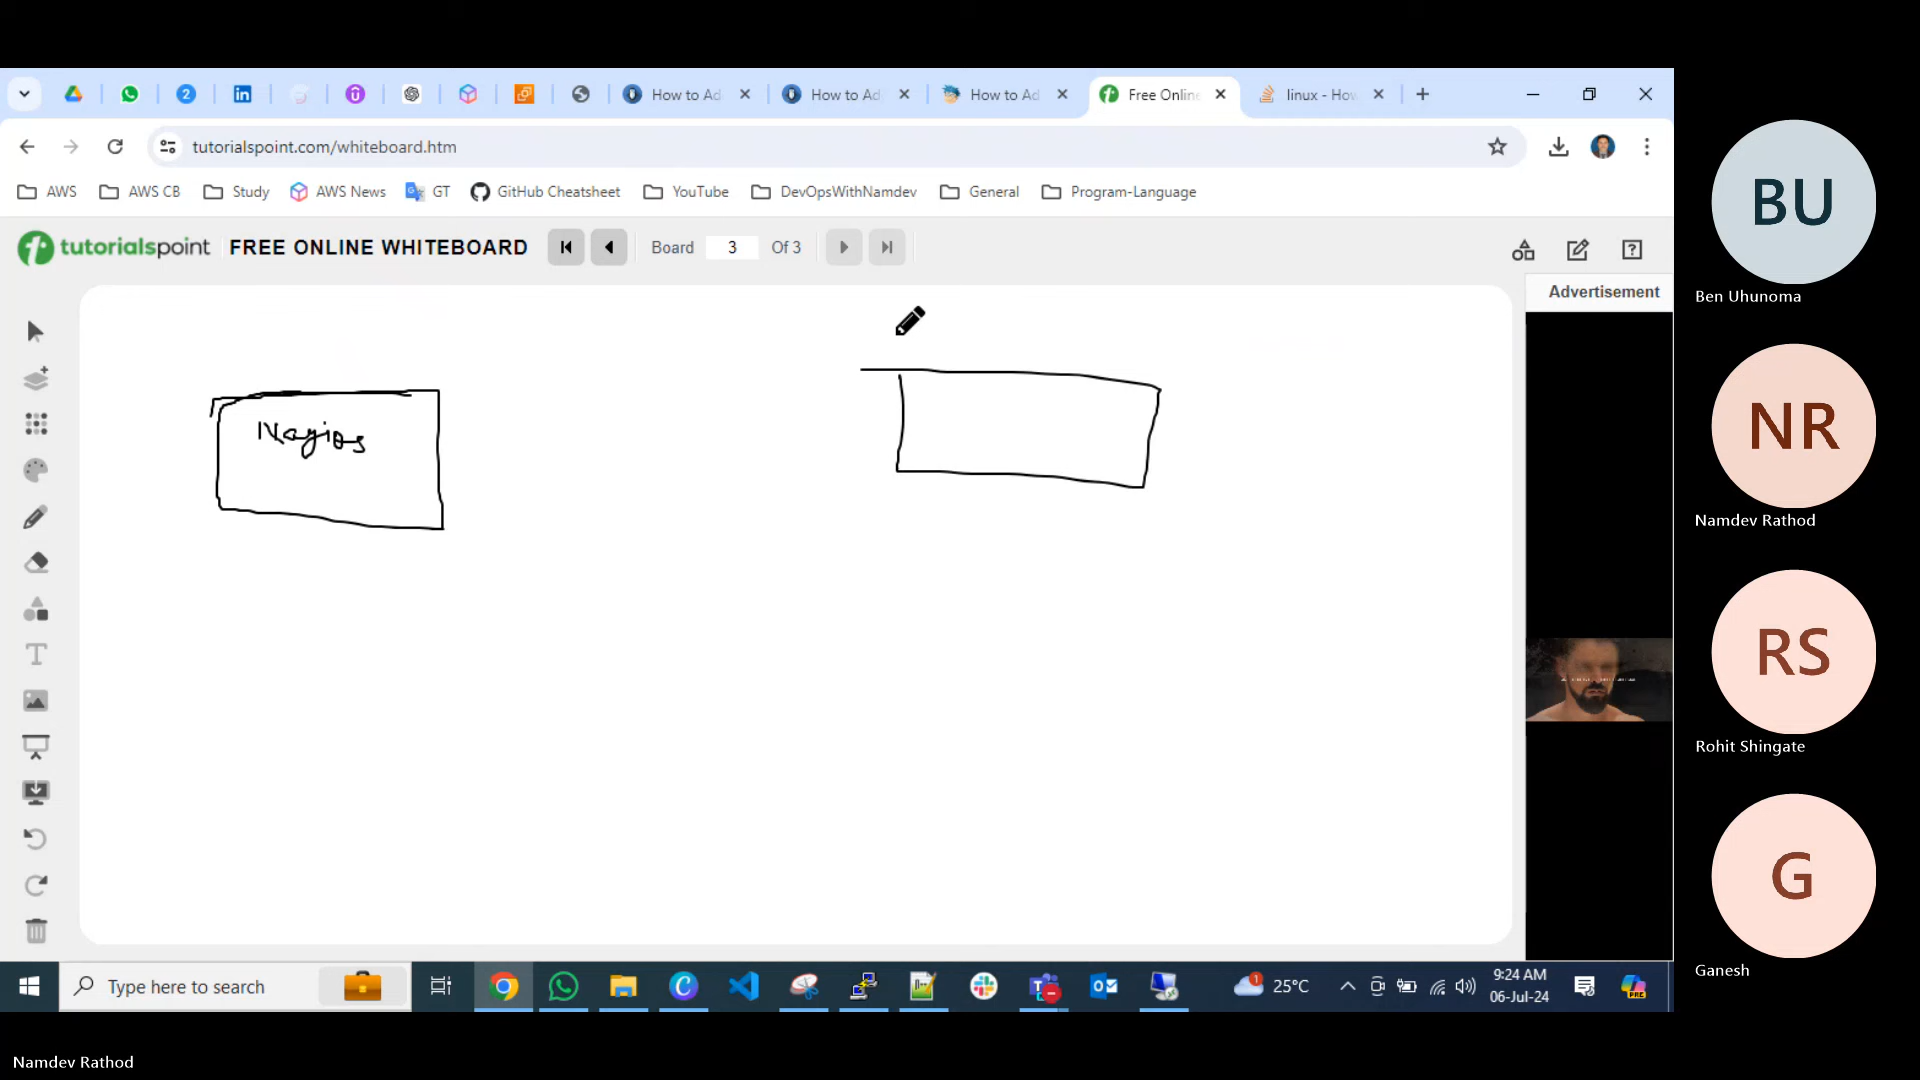 How to Ad
How to Ad
How to Ad
Free Online
linux - How
tutorialspoint.com/whiteboard.htm
AWS
AWS CB
Study
AWS News
GT
GitHub Cheatsheet
YouTube
DevOpsWithNamdev
General
Program-Language
tutorialspoint
FREE ONLINE WHITEBOARD
Board 3 Of 3
Advertisement
Nagios
BU
Ben Uhunoma
NR
Namdev Rathod
RS
Rohit Shingate
G
Ganesh
Type here to search
25°C
9:24 AM
06-Jul-24
Namdev Rathod